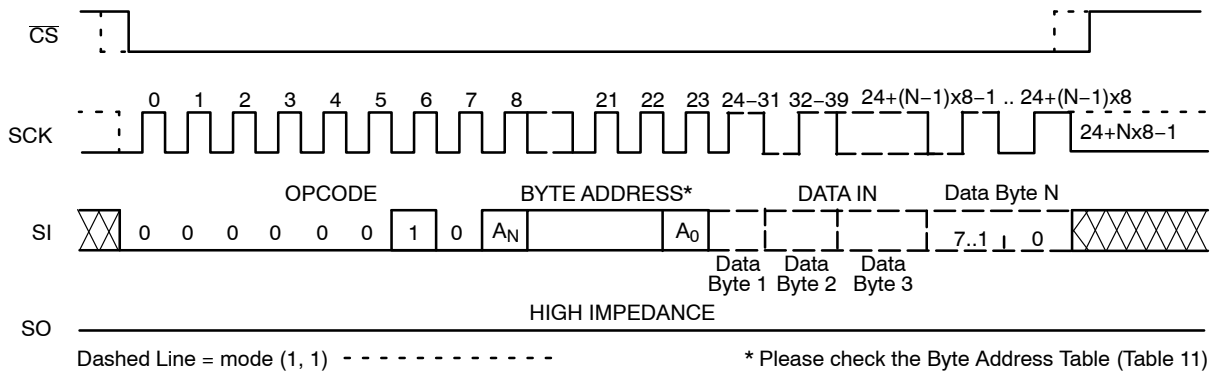 CS
0 1 2 3 4 5 6 7 8 21 22 23 24−31 32−39 24+(N−1)x8−1 .. 24+(N−1)x8
SCK
24+Nx8−1
OPCODE BYTE ADDRESS* DATA IN Data Byte N
SI 0 0 0 0 0 0 1 0 AN A0 7..1 0
Data Byte 1
Data Byte 2
Data Byte 3
HIGH IMPEDANCE
SO
Dashed Line = mode (1, 1) * Please check the Byte Address Table (Table 11)